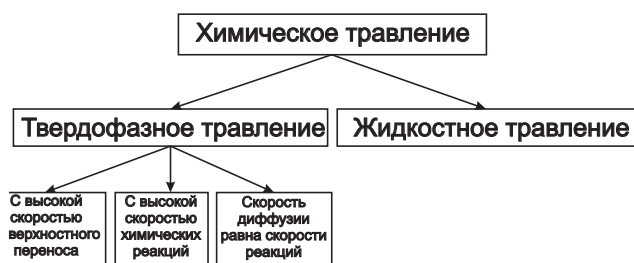 Химическое травление
Твердофазное травление
Жидкостное травление
С высокой
скоростью
верхностного
переноса
С высокой
скоростью
химических
реакций
Скорость
диффузии
равна скорости
реакций